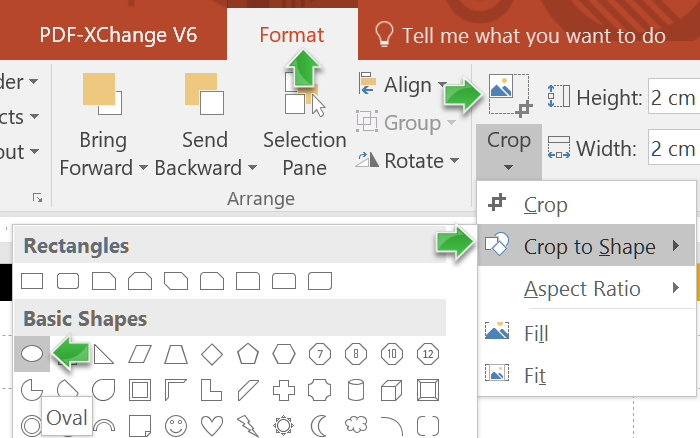 PDF-XChange V6
Format
Tell me what you want to do
der
cts
out
Bring
Forward
Send
Backward
Selection
Pane
Align
Group
Rotate
Arrange
Crop
Height: 2 cm
Width: 2 cm
Crop
Crop to Shape
Aspect Ratio
Fill
Fit
Rectangles
Basic Shapes
7 8 10 12
Oval